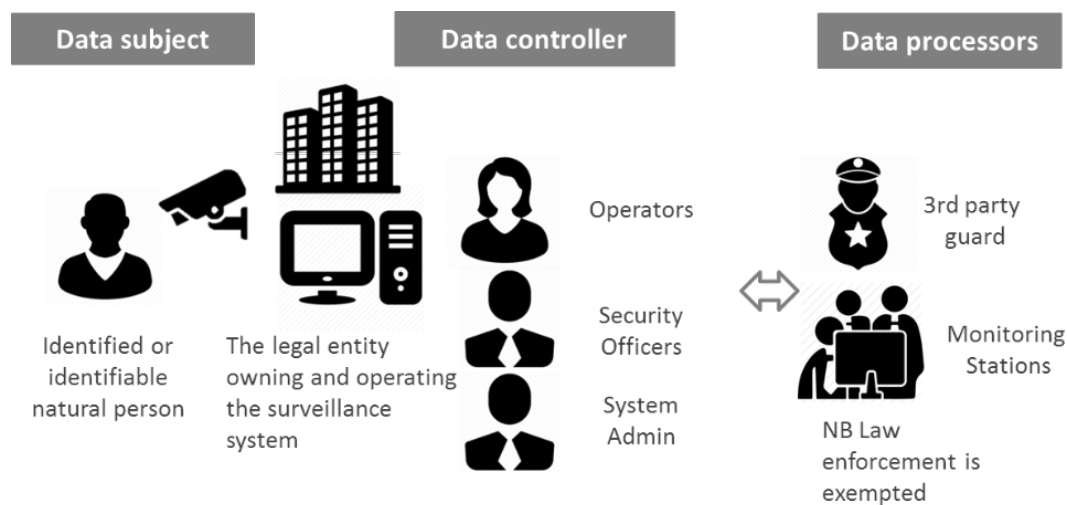 Data subject
Data controller
Data processors
Identified or
identifiable
natural person
The legal entity
owning and operating
the surveillance
system
Operators
Security
Officers
System
Admin
3rd party
guard
Monitoring
Stations
NB Law
enforcement is
exempted